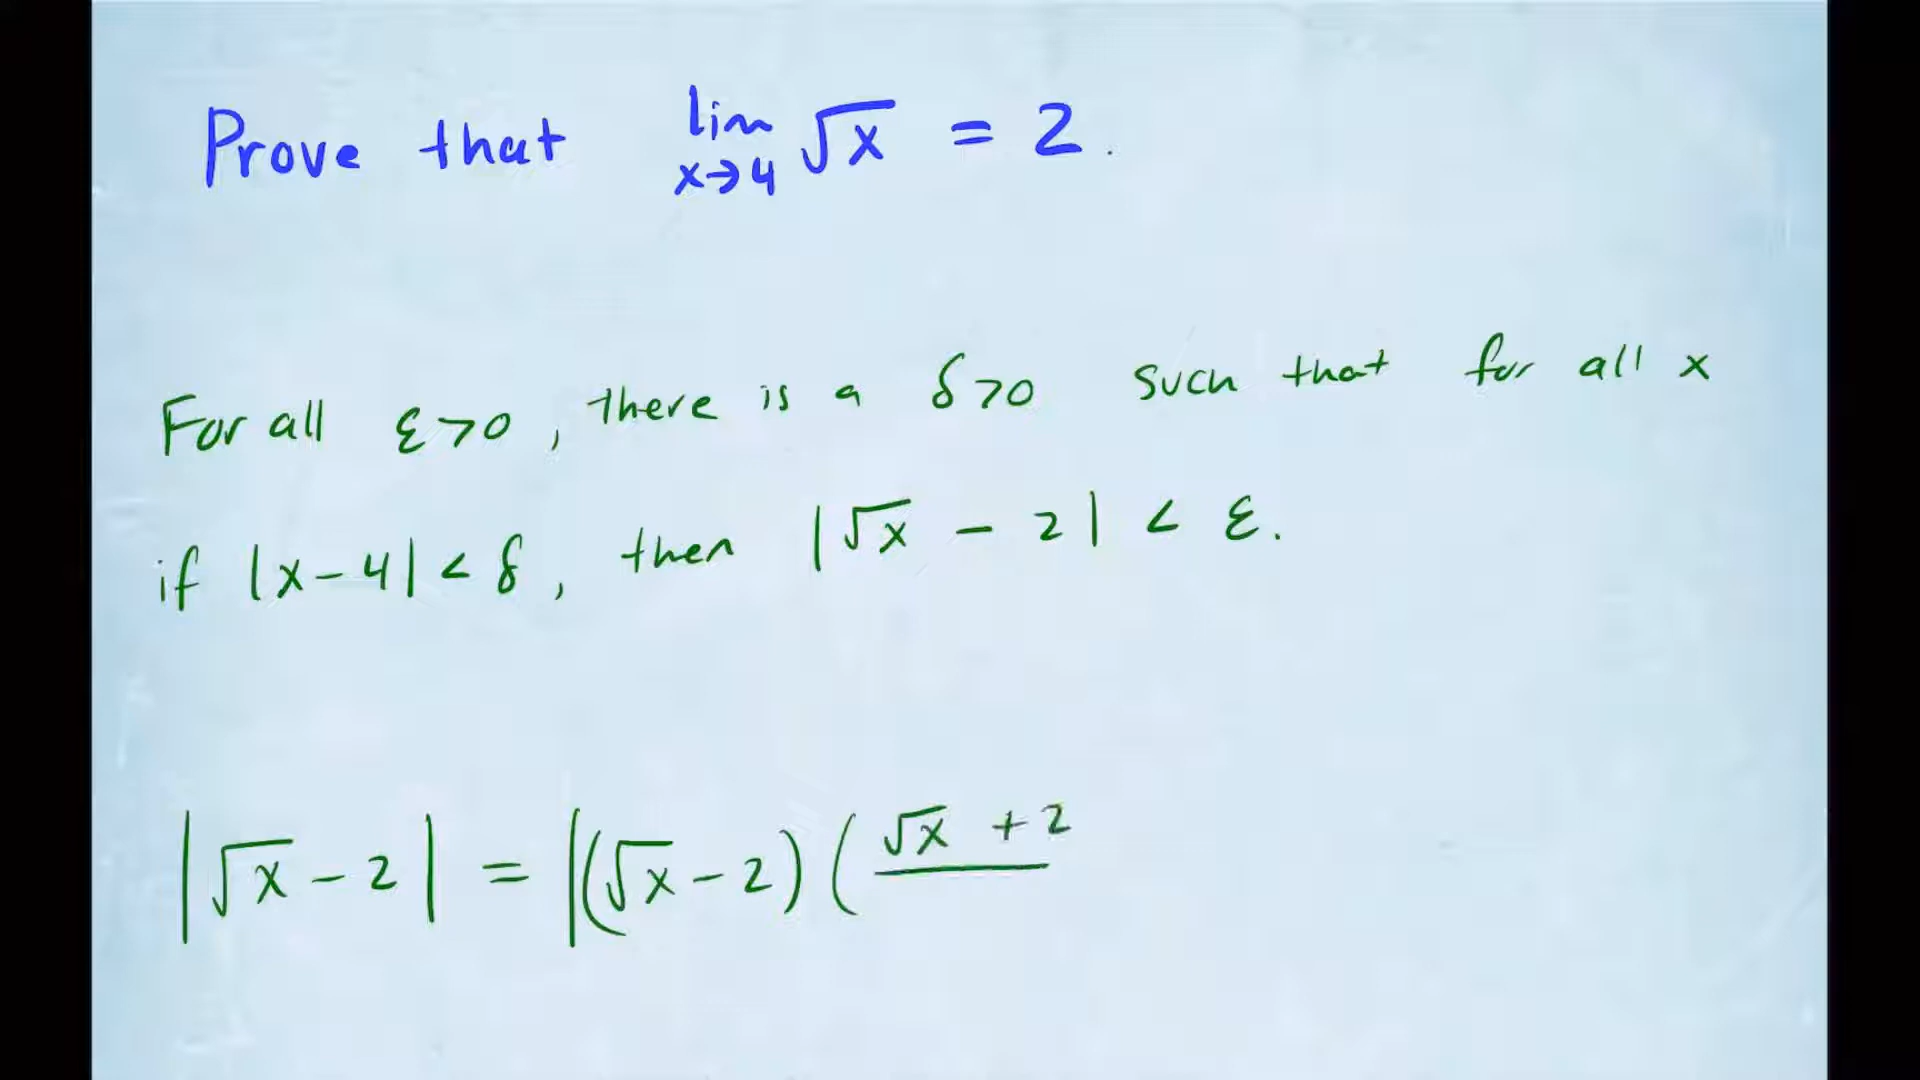 Prove that lim x→4 √x = 2.
For all ε>0, there is a δ>0 such that for all x
if |x-4| < δ, then |√x - 2| < ε.
|√x - 2| = |(√x - 2) (√x + 2